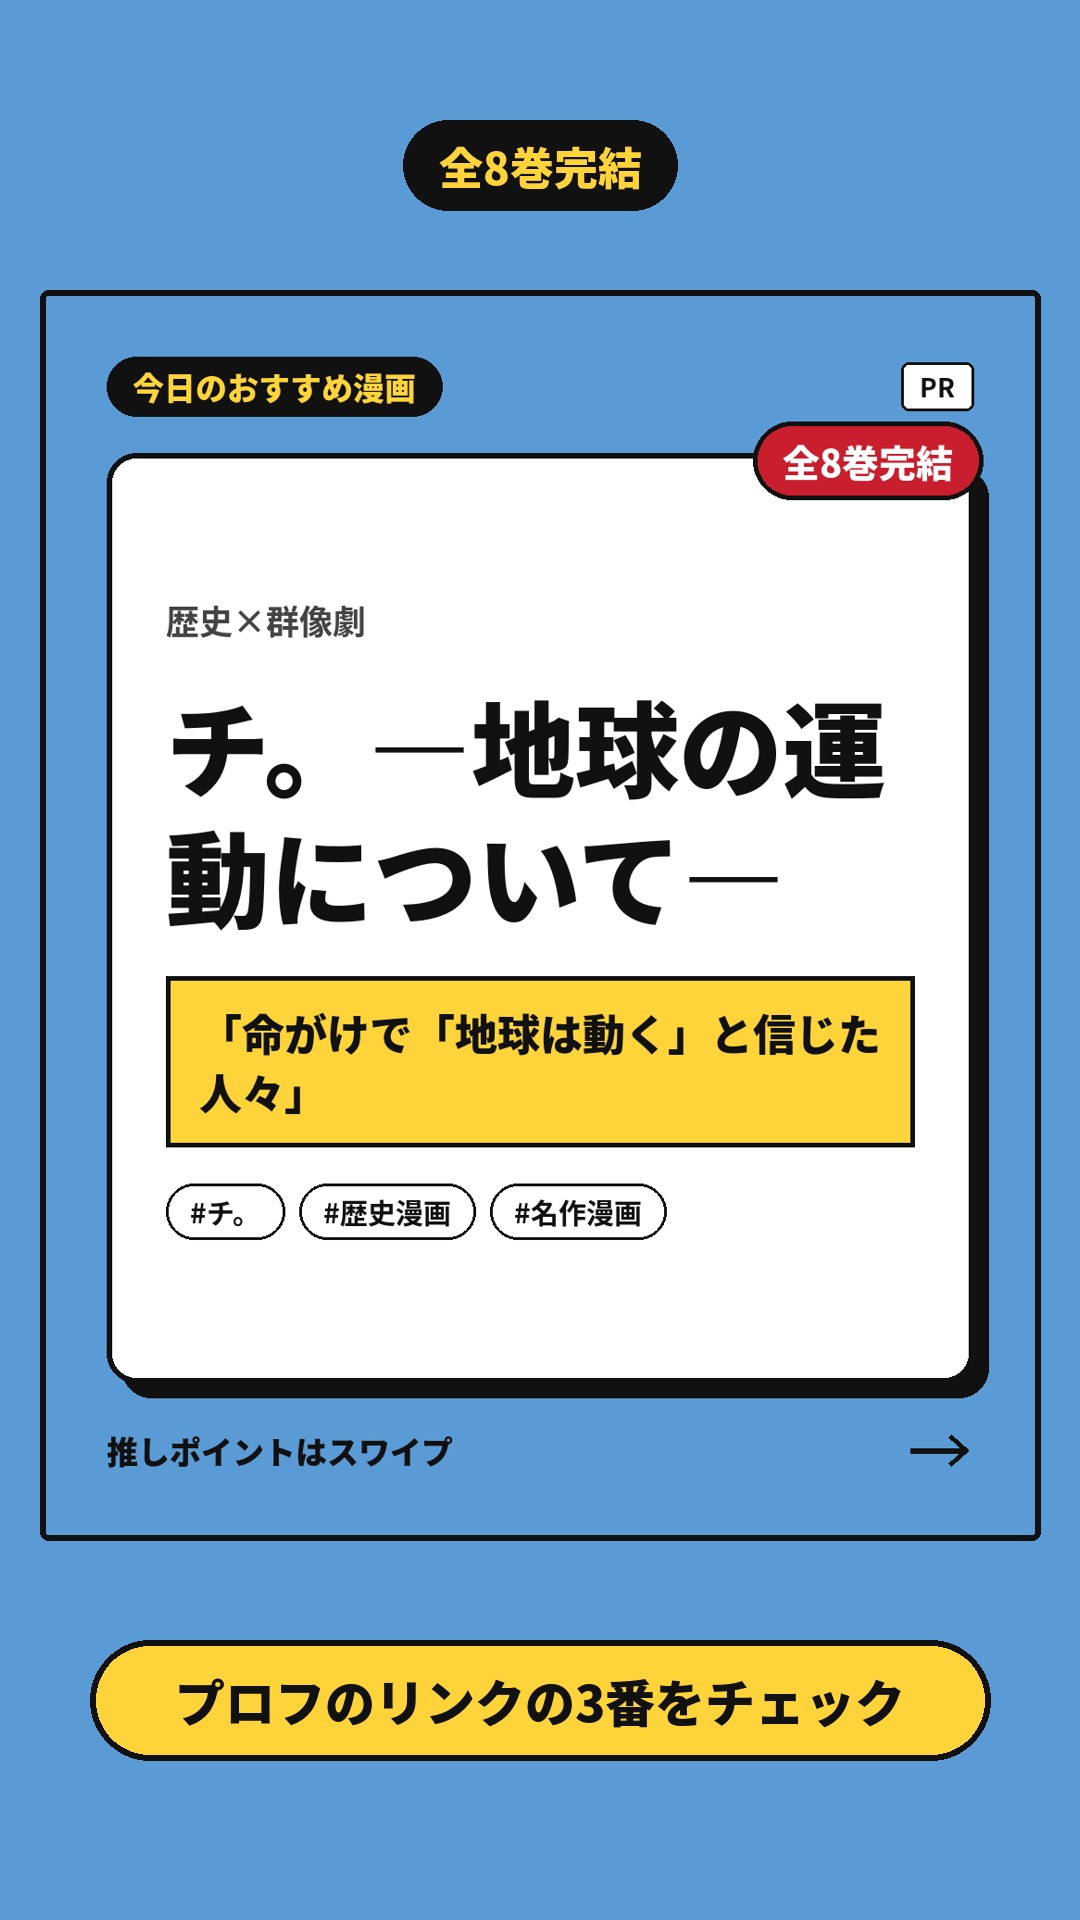 全8巻完結
今日のおすすめ漫画
PR
全8巻完結
歴史×群像劇
チ。―地球の運
動について―
「命がけで「地球は動く」と信じた
人々」
#チ。 #歴史漫画 #名作漫画
推しポイントはスワイプ →
プロフのリンクの3番をチェック